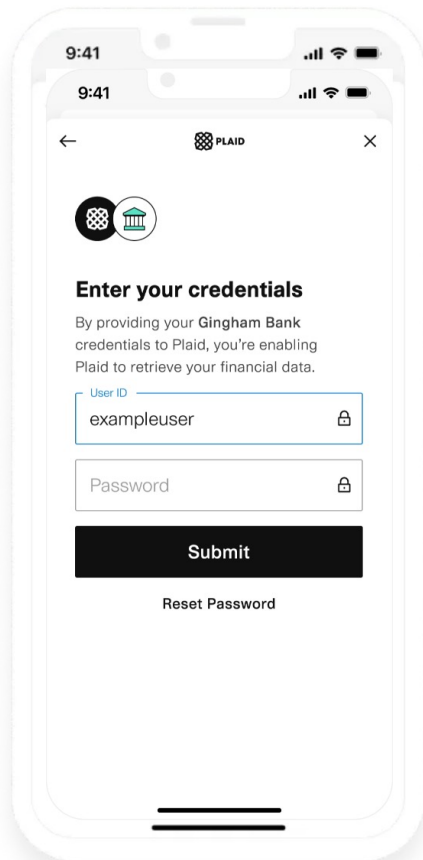 9:41
9:41
PLAID
Enter your credentials
By providing your Gingham Bank
credentials to Plaid, you’re enabling
Plaid to retrieve your financial data.
User ID
exampleuser
Password
Submit
Reset Password